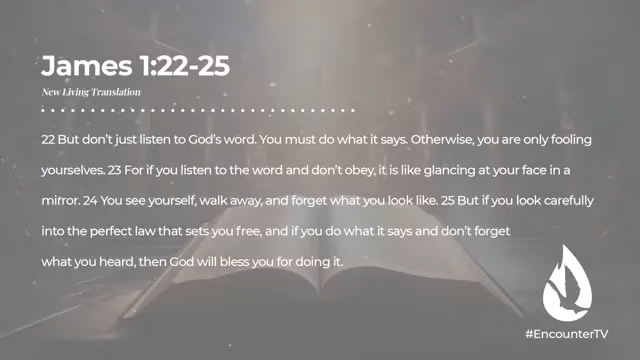 James 1:22-25
New Living Translation
22 But don't just listen to God's word. You must do what it says. Otherwise, you are only fooling
yourselves. 23 For if you listen to the word and don't obey, it is like glancing at your face in a
mirror. 24 You see yourself, walk away, and forget what you look like. 25 But if you look carefully
into the perfect law that sets you free, and if you do what it says and don't forget
what you heard, then God will bless you for doing it.
#EncounterTV